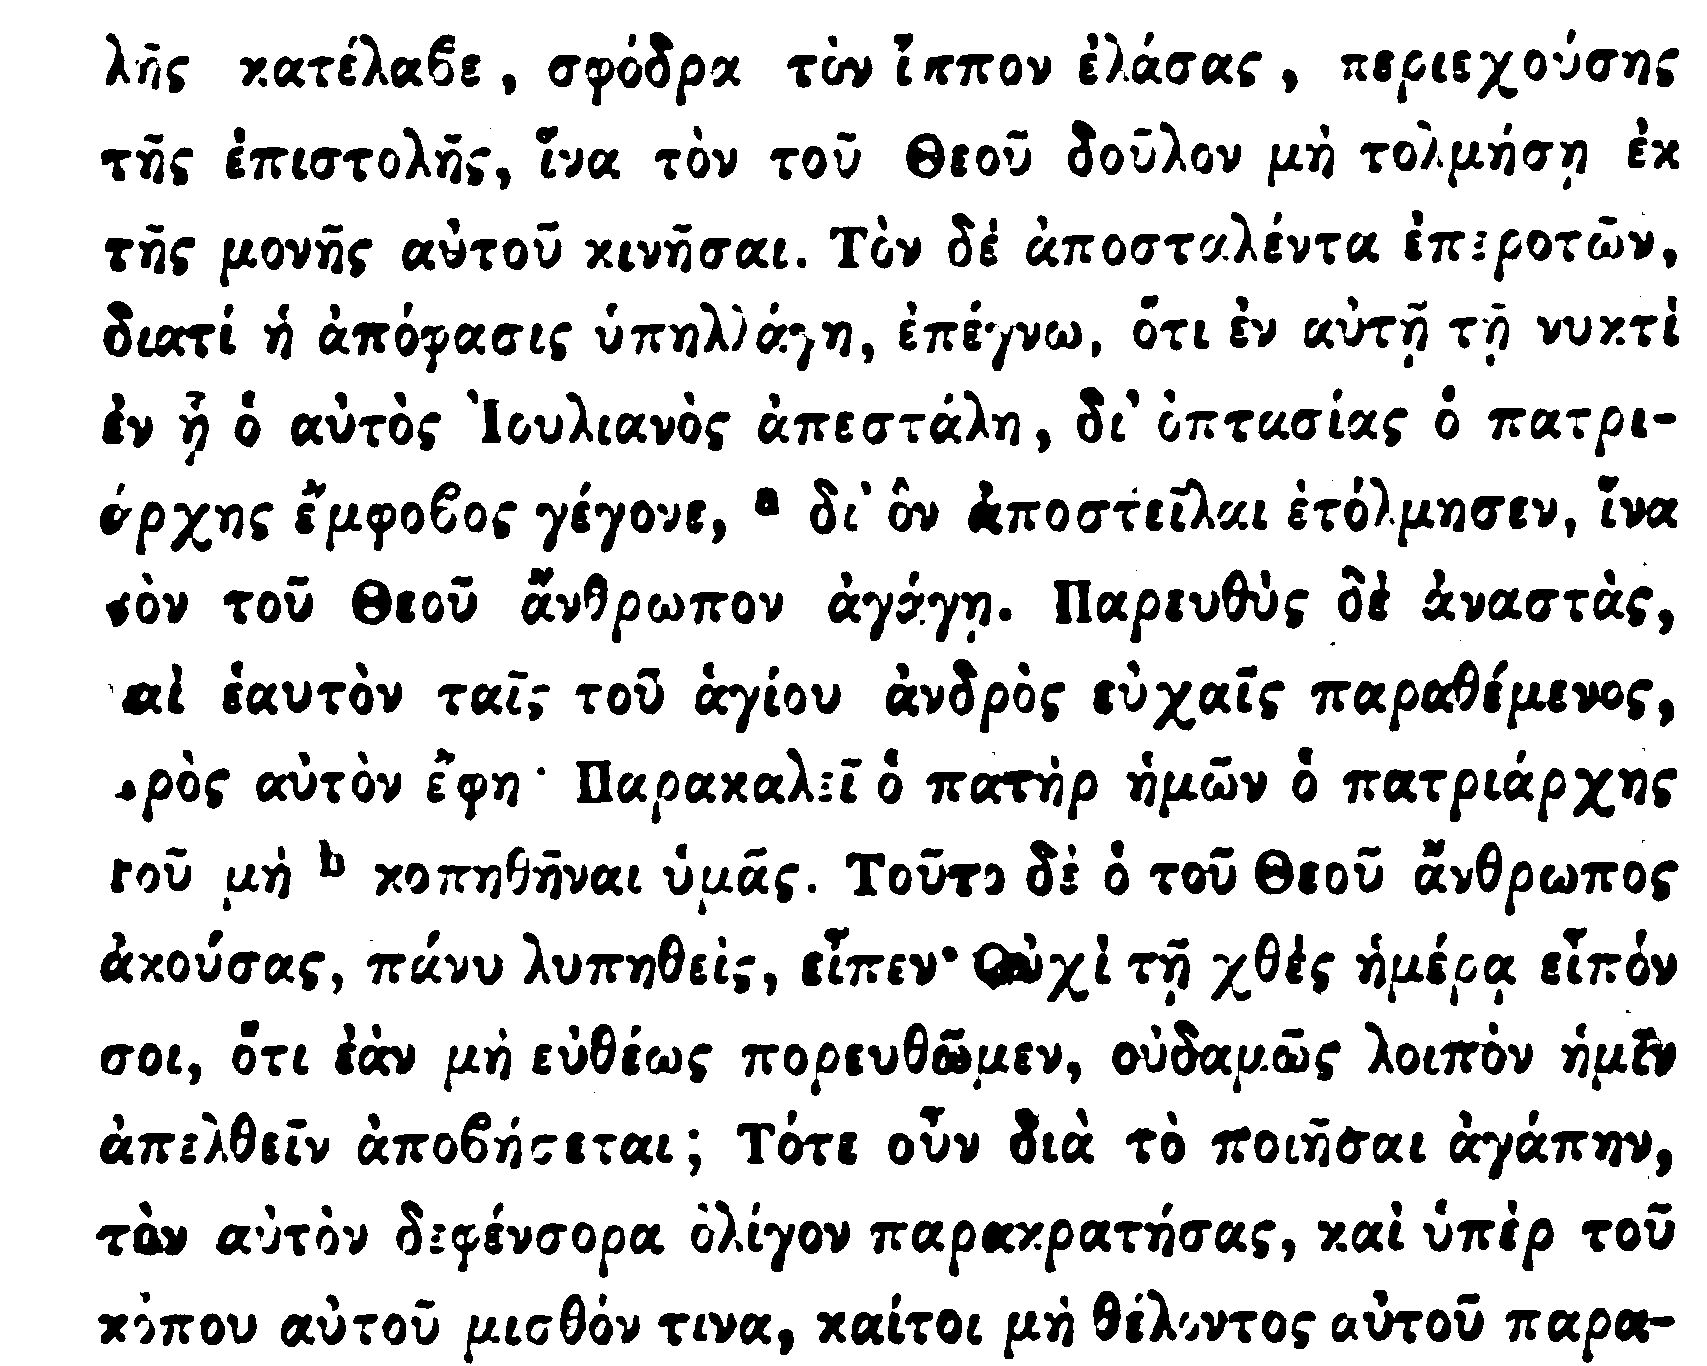 λῆς κατέλαβε, σφόδρα τὸν ἵππον ἐλάσας, περιεχούσης
τῆς ἐπιστολῆς, ἵνα τὸν τοῦ Θεοῦ δοῦλον μὴ τολμήσῃ ἐκ
τῆς μονῆς αὐτοῦ κινῆσαι. Τὸν δὲ ἀποσταλέντα ἐπεροτῶν,
διατί ἡ ἀπόφασις ὑπηλλάγη, ἐπέγνω, ὅτι ἐν αὐτῇ τῇ νυκτὶ
ἐν ᾗ ὁ αὐτὸς Ἰουλιανὸς ἀπεστάλη, δι᾽ ὀπτασίας ὁ πατρι-
άρχης ἔμφοβος γέγονε, a δι᾽ ὃν ἀποστεῖλαι ἐτόλμησεν, ἵνα
τὸν τοῦ Θεοῦ ἄνθρωπον ἀγάγῃ. Παρευθὺς δὲ ἀναστὰς,
καὶ ἑαυτὸν ταῖς τοῦ ἁγίου ἀνδρὸς εὐχαῖς παραθέμενος,
πρὸς αὐτὸν ἔφη· Παρακαλεῖ ὁ πατὴρ ἡμῶν ὁ πατριάρχης
τοῦ μὴ b κοπηθῆναι ὑμᾶς. Τοῦτο δὲ ὁ τοῦ Θεοῦ ἄνθρωπος
ἀκούσας, πάνυ λυπηθεὶς, εἶπεν· Οὐχὶ τῇ χθὲς ἡμέρᾳ εἶπόν
σοι, ὅτι ἐὰν μὴ εὐθέως πορευθῶμεν, οὐδαμῶς λοιπὸν ἡμῖν
ἀπελθεῖν ἀποβήσεται; Τότε οὖν διὰ τὸ ποιῆσαι ἀγάπην,
τὸν αὐτὸν δεφένσορα ὀλίγον παρακρατήσας, καὶ ὑπὲρ τοῦ
κόπου αὐτοῦ μισθόν τινα, καίτοι μὴ θέλοντος αὐτοῦ παρα-